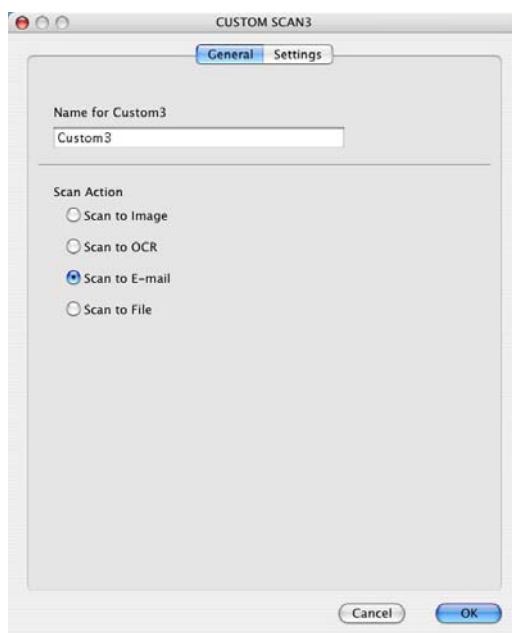 CUSTOM SCAN3
General Settings
Name for Custom3
Custom3
Scan Action
Scan to Image
Scan to OCR
Scan to E-mail
Scan to File
Cancel OK